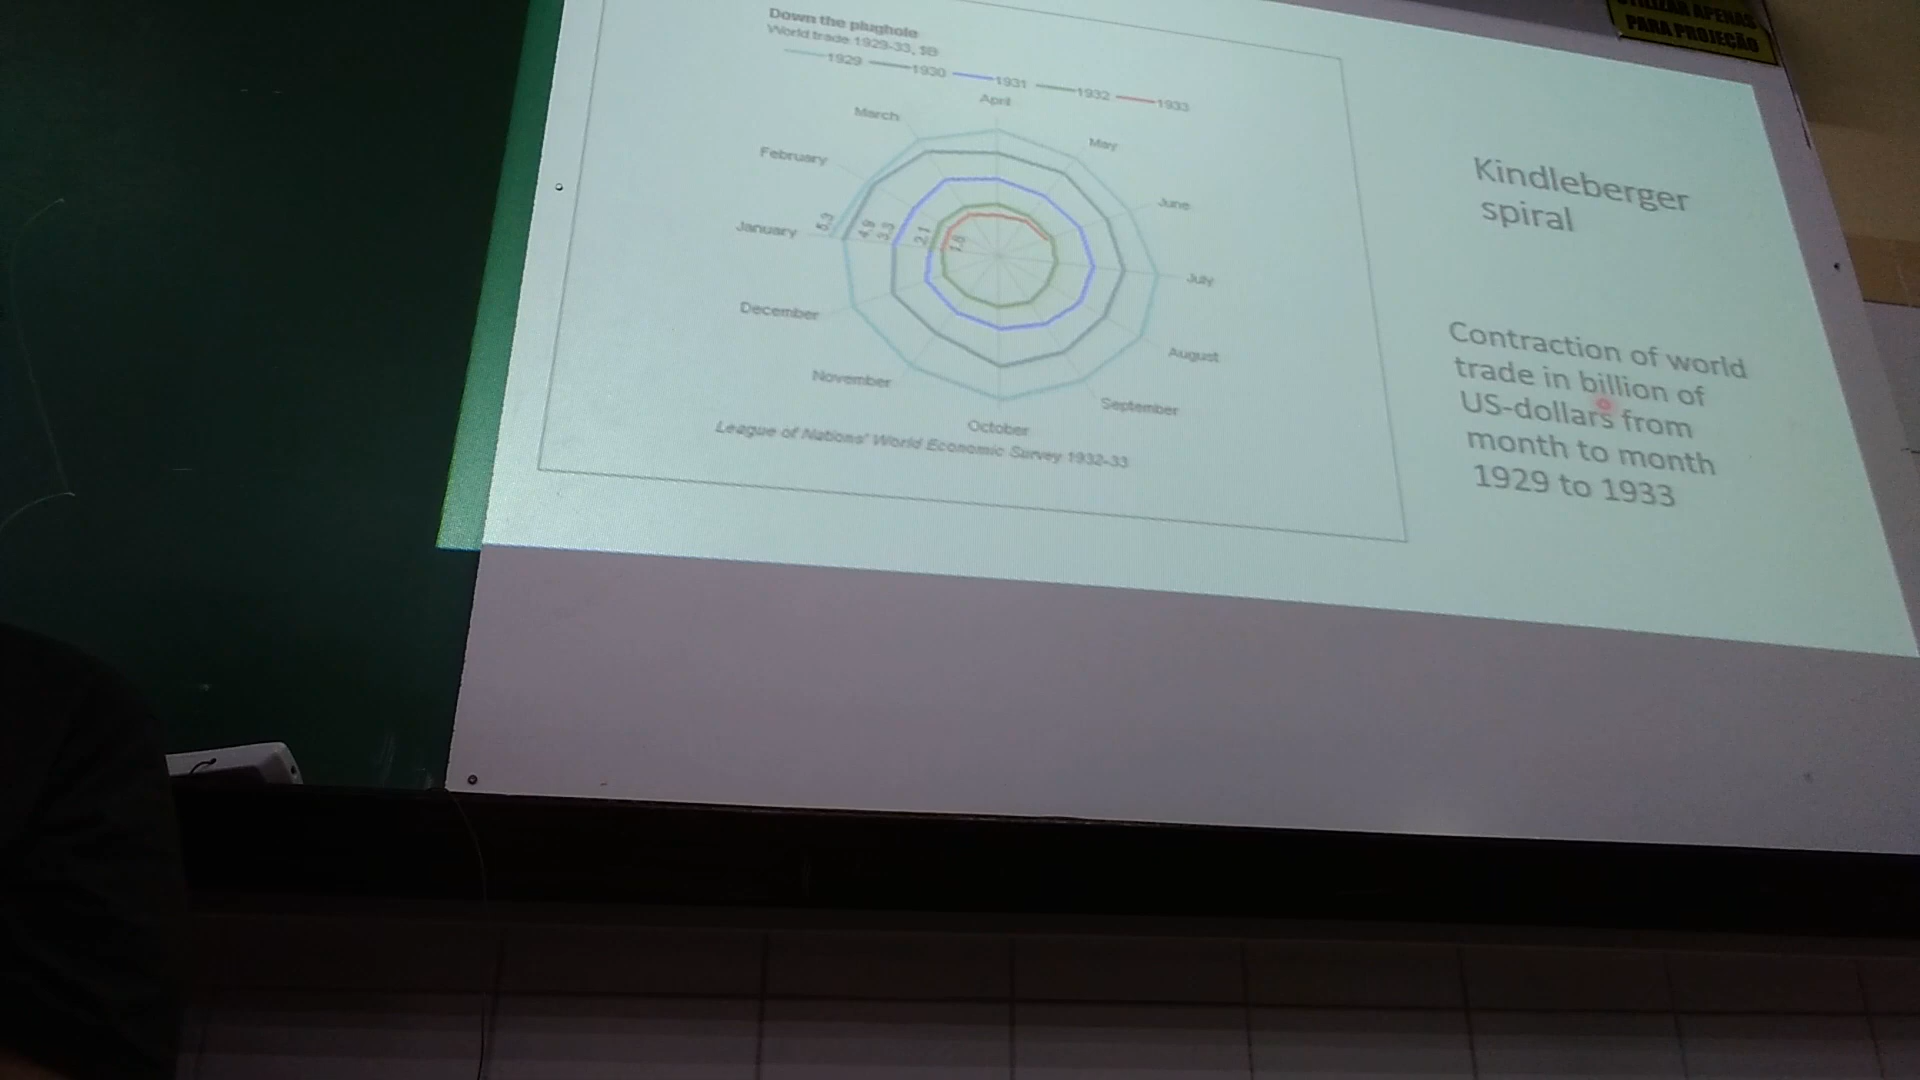 UTILIZAR APENAS
PARA PROJEÇÃO
Down the plughole
World trade 1929-33, $B
1929 1930 1931 1932 1933
April
March
May
February
June
January
5.3 4.9 3.3 2.1 1.8
July
December
August
November
September
October
League of Nations' World Economic Survey 1932-33
Kindleberger
spiral
Contraction of world
trade in billion of
US-dollars from
month to month
1929 to 1933